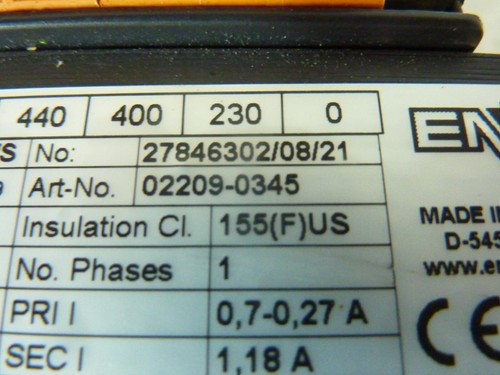 440 400 230 0
No: 27846302/08/21
Art-No. 02209-0345
Insulation Cl. 155(F)US
No. Phases 1
PRI I 0,7-0,27 A
SEC I 1,18 A
MADE
D-545
www.e
CE